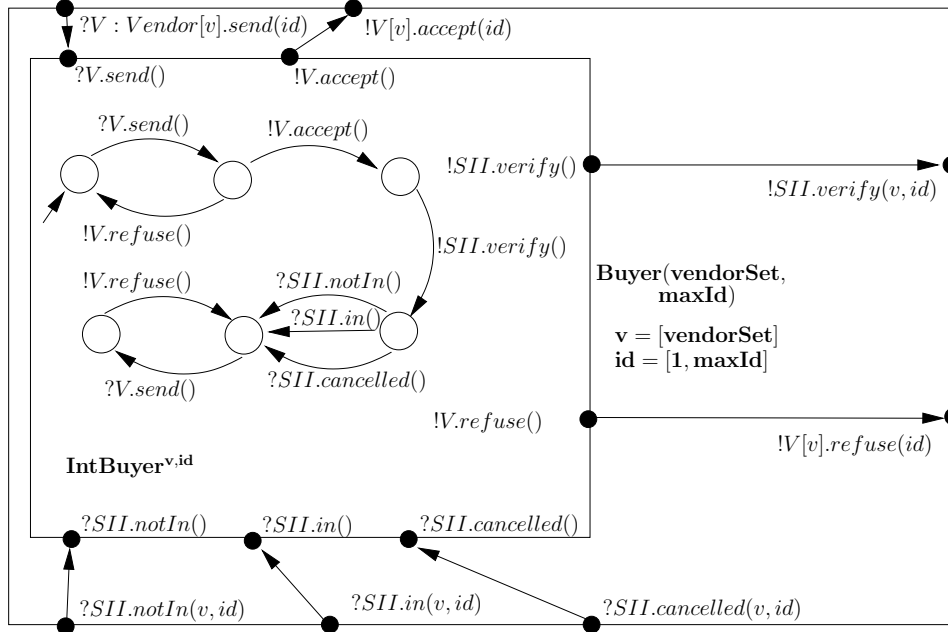 ?V : Vendor[v].send(id)
!V[v].accept(id)
?V.send()
!V.accept()
?V.send()
!V.accept()
!SII.verify()
!SII.verify(v, id)
!V.refuse()
!SII.verify()
!V.refuse()
?SII.notIn()
?SII.in()
?V.send()
?SII.cancelled()
Buyer(vendorSet,
maxId)
v = [vendorSet]
id = [1, maxId]
!V.refuse()
!V[v].refuse(id)
IntBuyer^{v,id}
?SII.notIn()
?SII.in()
?SII.cancelled()
?SII.notIn(v, id)
?SII.in(v, id)
?SII.cancelled(v, id)